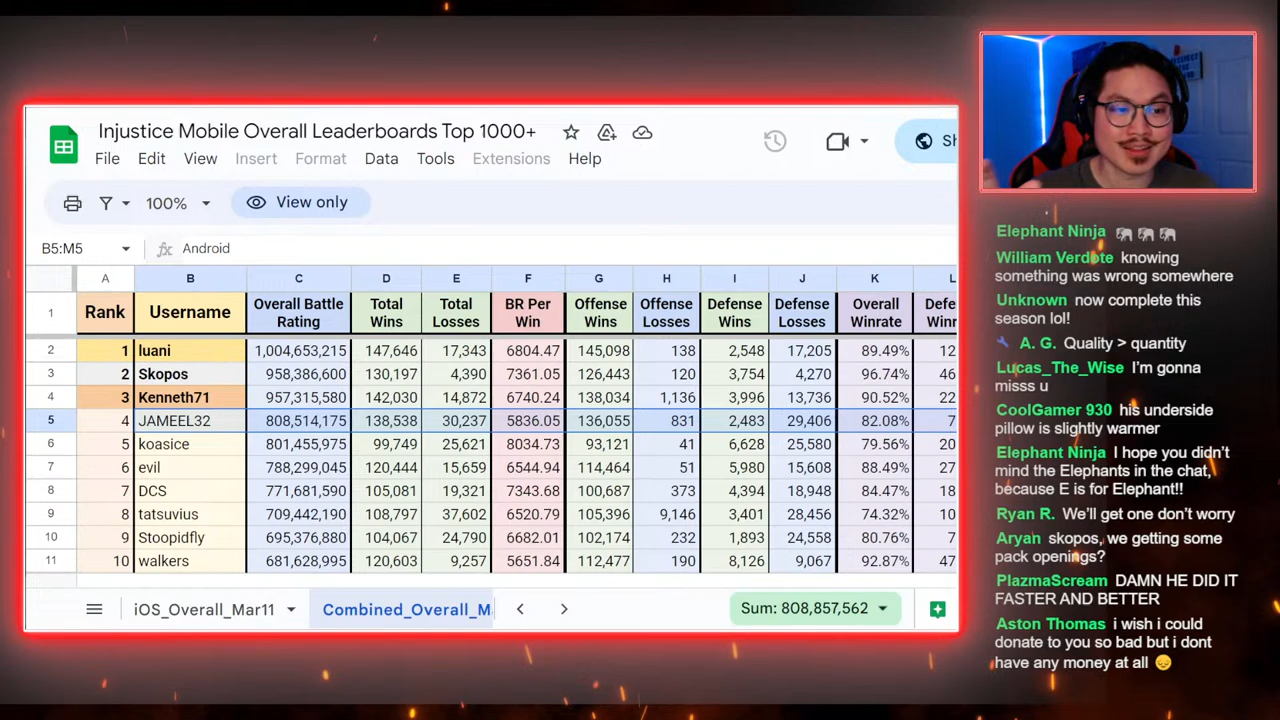 Injustice Mobile Overall Leaderboards Top 1000+
File Edit View Insert Format Data Tools Extensions Help
100% View only
B5:M5 fx Android
A B C D E F G H I J K L
1 Rank Username Overall Battle Rating Total Wins Total Losses BR Per Win Offense Wins Offense Losses Defense Wins Defense Losses Overall Winrate
2 1 luani 1,004,653,215 147,646 17,343 6804.47 145,098 138 2,548 17,205 89.49% 12
3 2 Skopos 958,386,600 130,197 4,390 7361.05 126,443 120 3,754 4,270 96.74% 46
4 3 Kenneth71 957,315,580 142,030 14,872 6740.24 138,034 1,136 3,996 13,736 90.52% 22
5 4 JAMEEL32 808,514,175 138,538 30,237 5836.05 136,055 831 2,483 29,406 82.08% 7
6 5 koasice 801,455,975 99,749 25,621 8034.73 93,121 41 6,628 25,580 79.56% 20
7 6 evil 788,299,045 120,444 15,659 6544.94 114,464 51 5,980 15,608 88.49% 27
8 7 DCS 771,681,590 105,081 19,321 7343.68 100,687 373 4,394 18,948 84.47% 18
9 8 tatsuvius 709,442,190 108,797 37,602 6520.79 105,396 9,146 3,401 28,456 74.32% 10
10 9 Stoopidfly 695,376,880 104,067 24,790 6682.01 102,174 232 1,893 24,558 80.76% 7
11 10 walkers 681,628,995 120,603 9,257 5651.84 112,477 190 8,126 9,067 92.87% 47
iOS_Overall_Mar11 Combined_Overall_M Sum: 808,857,562
Elephant Ninja 🐘 🐘 🐘
William Verdote knowing
something was wrong somewhere
Unknown now complete this
season lol!
A. G. Quality > quantity
Lucas_The_Wise I'm gonna
misss u
CoolGamer 930 his underside
pillow is slightly warmer
Elephant Ninja I hope you didn't
mind the Elephants in the chat,
because E is for Elephant!!
Ryan R. We'll get one don't worry
Aryan skopos, we getting some
pack openings?
PlazmaScream DAMN HE DID IT
FASTER AND BETTER
Aston Thomas i wish i could
donate to you so bad but i dont
have any money at all 😔